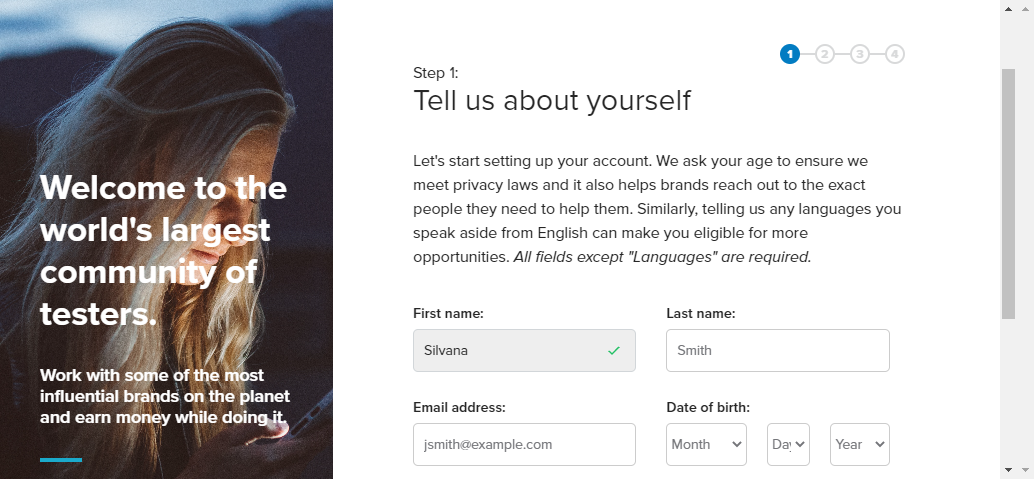 Welcome to the
world's largest
community of
testers.
Work with some of the most
influential brands on the planet
and earn money while doing it.
1 2 3 4
Step 1:
Tell us about yourself
Let's start setting up your account. We ask your age to ensure we
meet privacy laws and it also helps brands reach out to the exact
people they need to help them. Similarly, telling us any languages you
speak aside from English can make you eligible for more
opportunities. All fields except "Languages" are required.
First name: Last name:
Silvana Smith
Email address: Date of birth:
jsmith@example.com Month Day Year